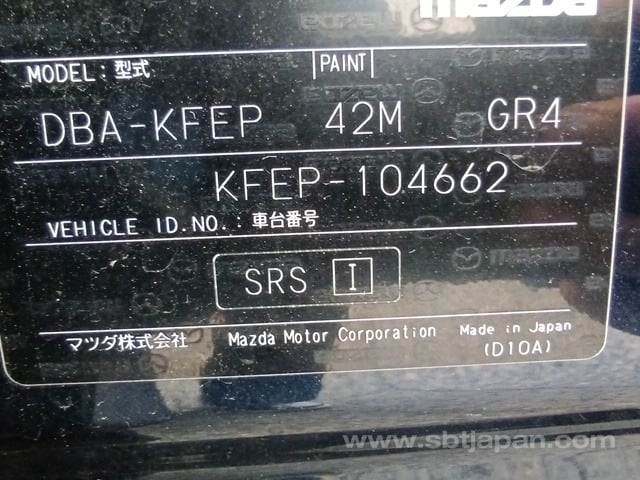 mazda
MODEL : 型式 PAINT
DBA-KFEP 42M GR4
KFEP-104662
VEHICLE ID.NO. : 車台番号
SRS I
マツダ株式会社 Mazda Motor Corporation Made in Japan
(D10A)
www.sbtjapan.com